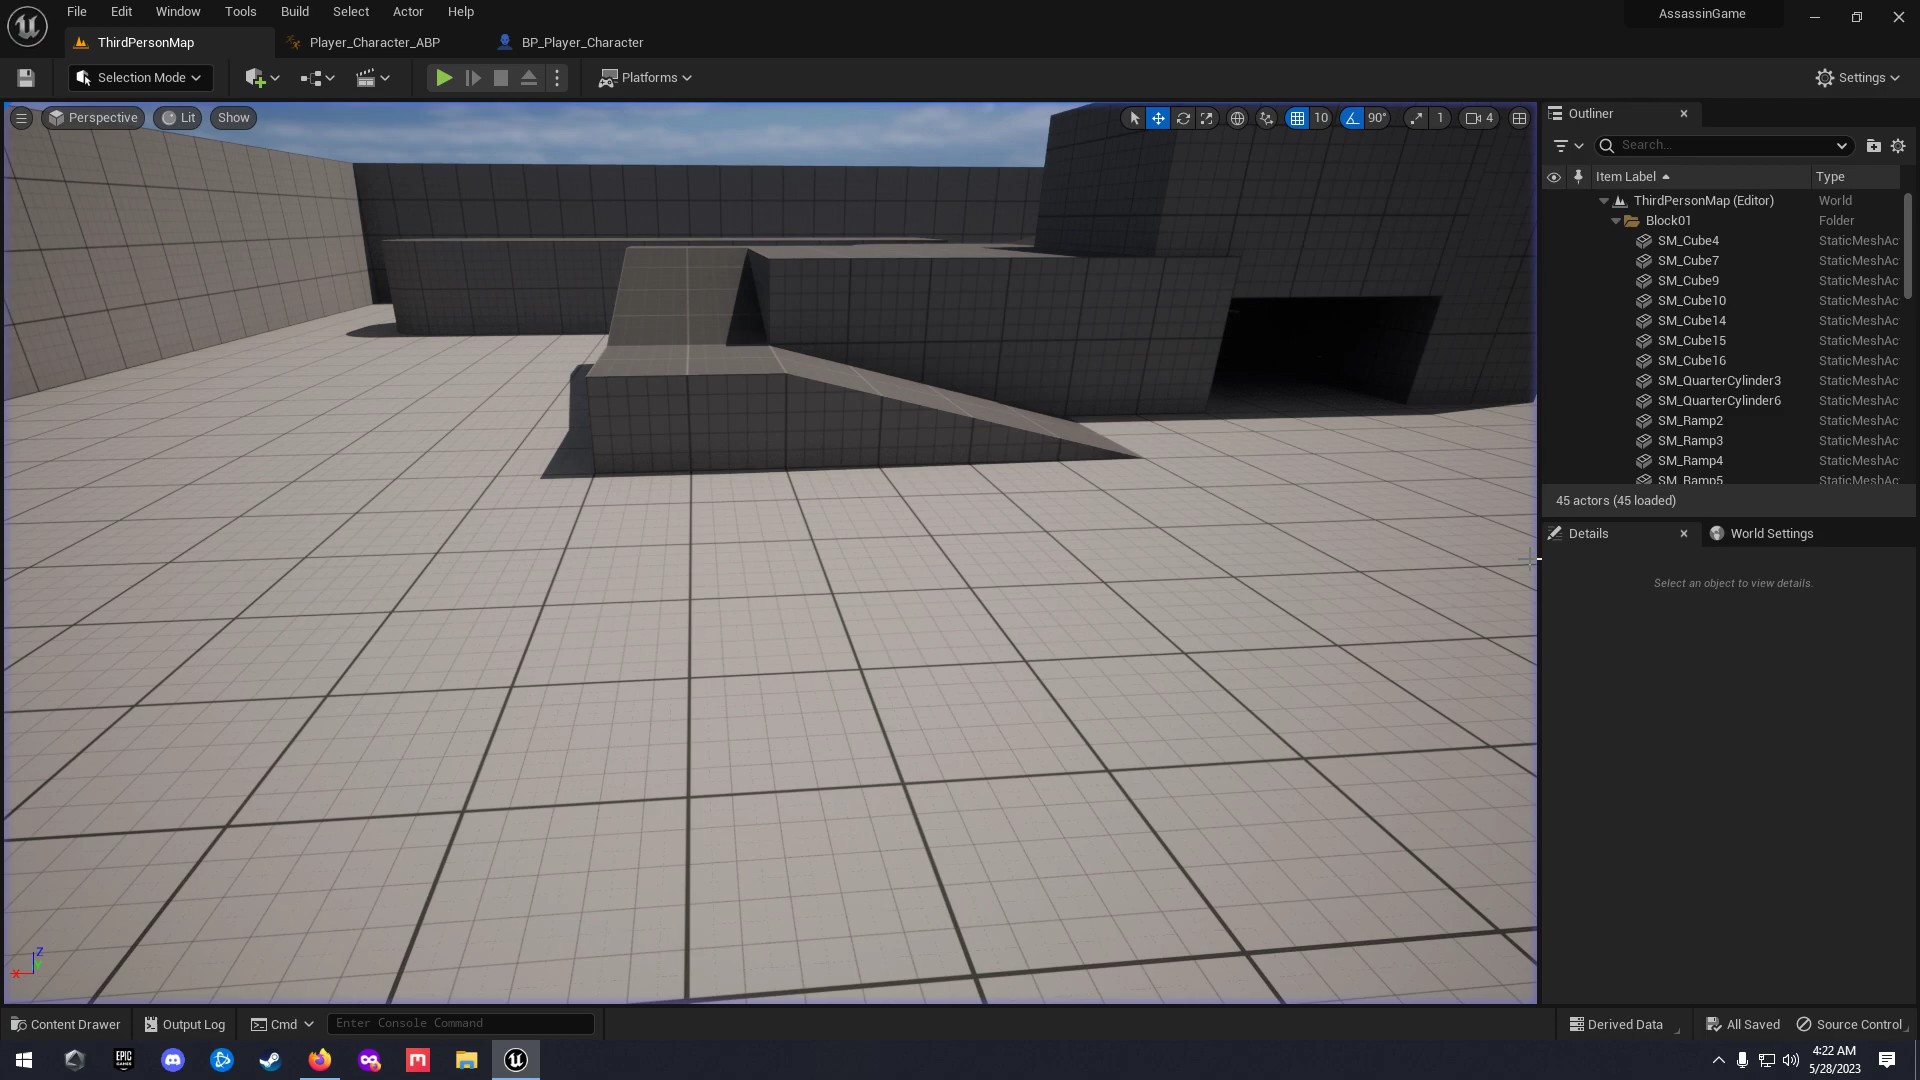 File Edit Window Tools Build Select Actor Help
AssassinGame
ThirdPersonMap
Player_Character_ABP
BP_Player_Character
Selection Mode
Platforms
Settings
Perspective
Lit
Show
10
90°
1
4
Outliner
Search...
Item Label
Type
ThirdPersonMap (Editor) World
Block01 Folder
SM_Cube4 StaticMeshAc
SM_Cube7 StaticMeshAc
SM_Cube9 StaticMeshAc
SM_Cube10 StaticMeshAc
SM_Cube14 StaticMeshAc
SM_Cube15 StaticMeshAc
SM_Cube16 StaticMeshAc
SM_QuarterCylinder3 StaticMeshAc
SM_QuarterCylinder6 StaticMeshAc
SM_Ramp2 StaticMeshAc
SM_Ramp3 StaticMeshAc
SM_Ramp4 StaticMeshAc
SM_Ramp5 StaticMeshAc
45 actors (45 loaded)
Details
World Settings
Select an object to view details.
Z
X
Content Drawer
Output Log
Cmd
Enter Console Command
Derived Data
All Saved
Source Control
EPIC
GAMES
4:22 AM
5/28/2023